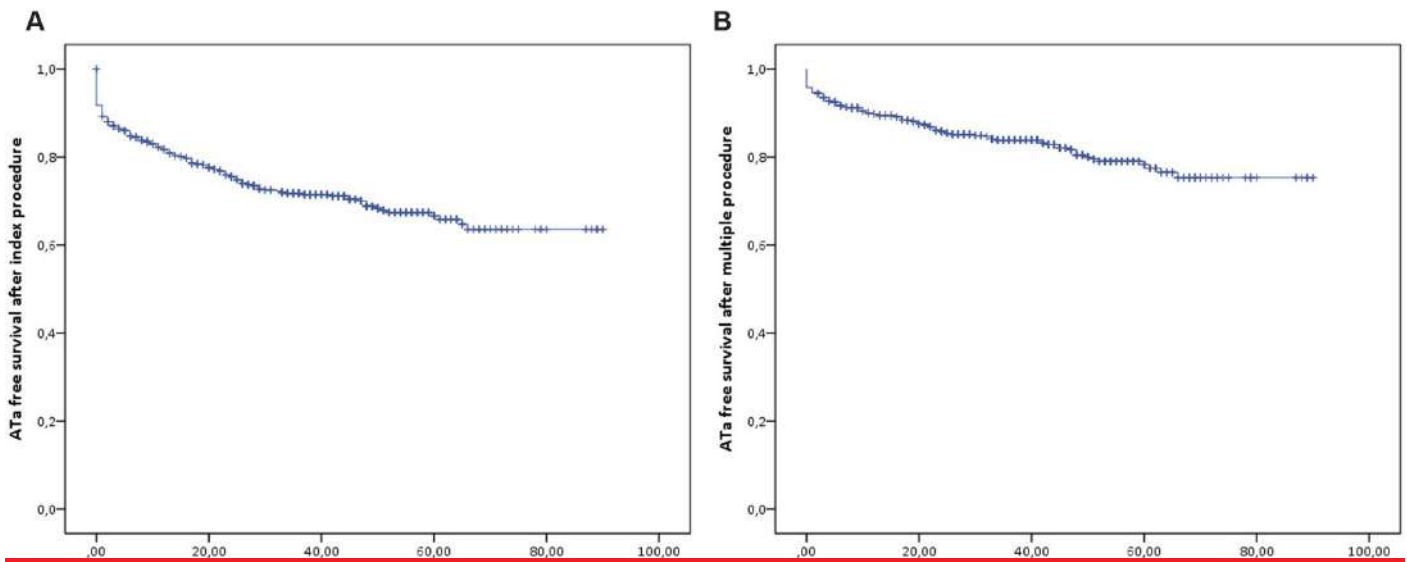 A
ATa free survival after index procedure
1,0
0,8
0,6
0,4
0,2
0,0
,00 20,00 40,00 60,00 80,00 100,00
B
ATa free survival after multiple procedure
1,0
0,8
0,6
0,4
0,2
0,0
,00 20,00 40,00 60,00 80,00 100,00